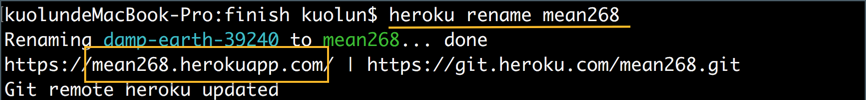 kuolundeMacBook-Pro:finish kuolun$ heroku rename mean268
Renaming damp-earth-39240 to mean268... done
https://mean268.herokuapp.com/ | https://git.heroku.com/mean268.git
Git remote heroku updated